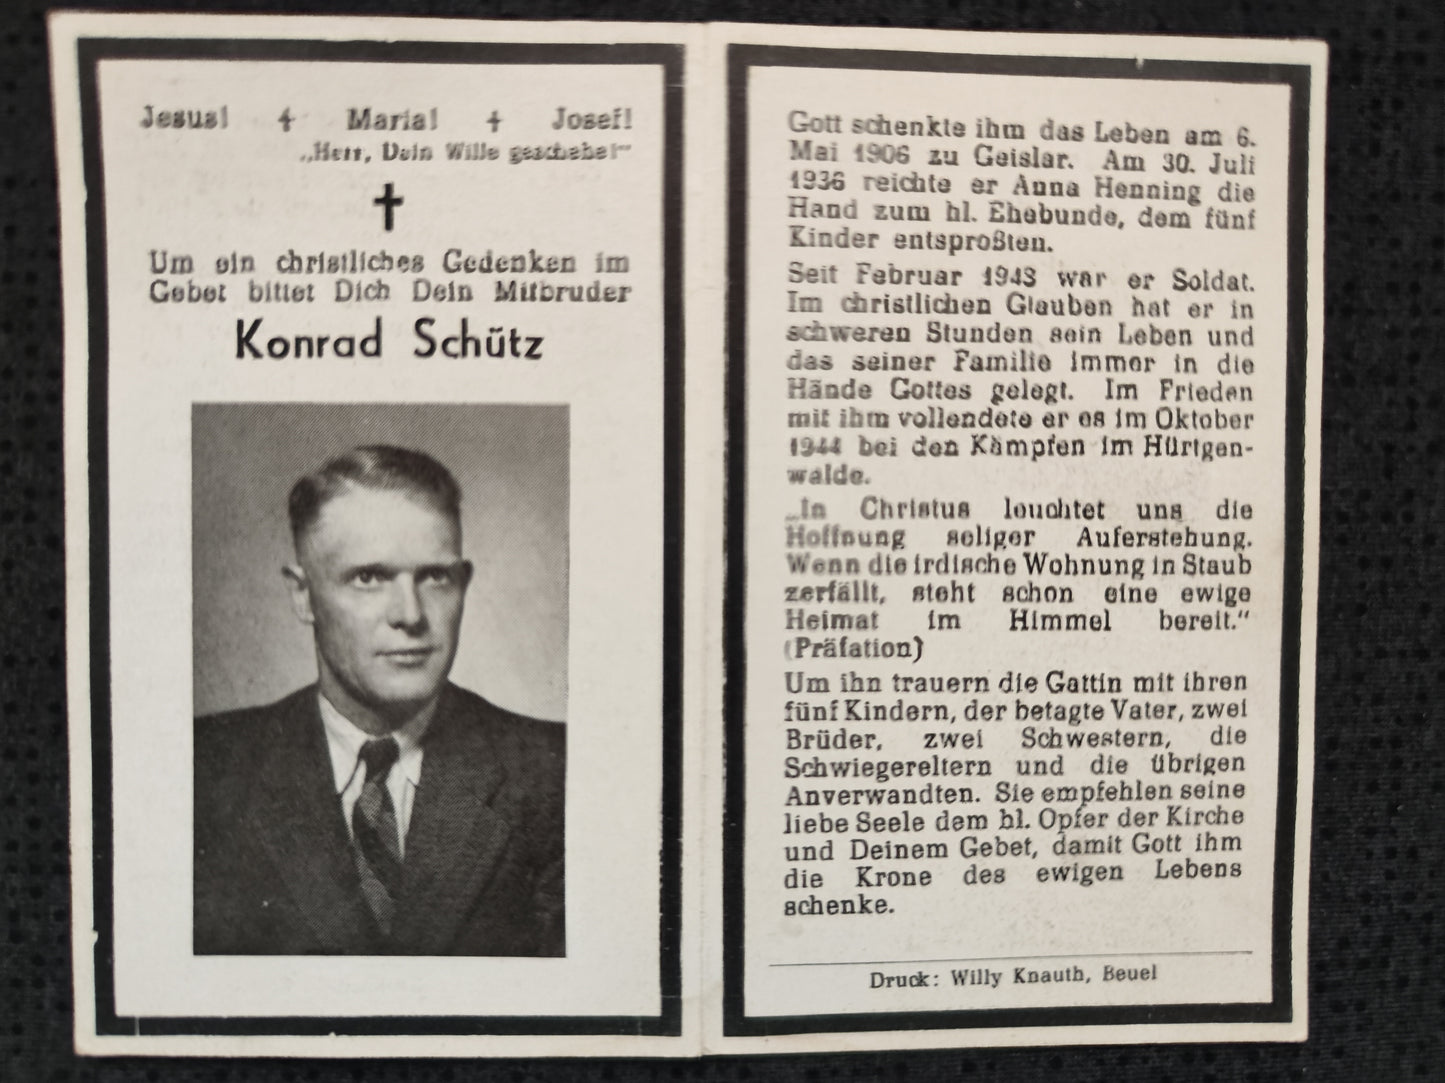 Jesus! † Maria! † Josef!
„Herr, Dein Wille geschehe!“
Um ein christliches Gedenken im
Gebet bittet Dich Dein Mitbruder
Konrad Schütz
Gott schenkte ihm das Leben am 6.
Mai 1906 zu Geislar. Am 30. Juli
1936 reichte er Anna Henning die
Hand zum hl. Ehebunde, dem fünf
Kinder entsproßten.
Seit Februar 1943 war er Soldat.
Im christlichen Glauben hat er in
schweren Stunden sein Leben und
das seiner Familie immer in die
Hände Gottes gelegt. Im Frieden
mit ihm vollendete er es im Oktober
1944 bei den Kämpfen im Hürtgen-
walde.
„In Christus leuchtet uns die
Hoffnung seliger Auferstehung.
Wenn die irdische Wohnung in Staub
zerfällt, steht schon eine ewige
Heimat im Himmel bereit.“
(Präfation)
Um ihn trauern die Gattin mit ihren
fünf Kindern, der betagte Vater, zwei
Brüder, zwei Schwestern, die
Schwiegereltern und die übrigen
Anverwandten. Sie empfehlen seine
liebe Seele dem hl. Opfer der Kirche
und Deinem Gebet, damit Gott ihm
die Krone des ewigen Lebens
schenke.
Druck: Willy Knauth, Beuel